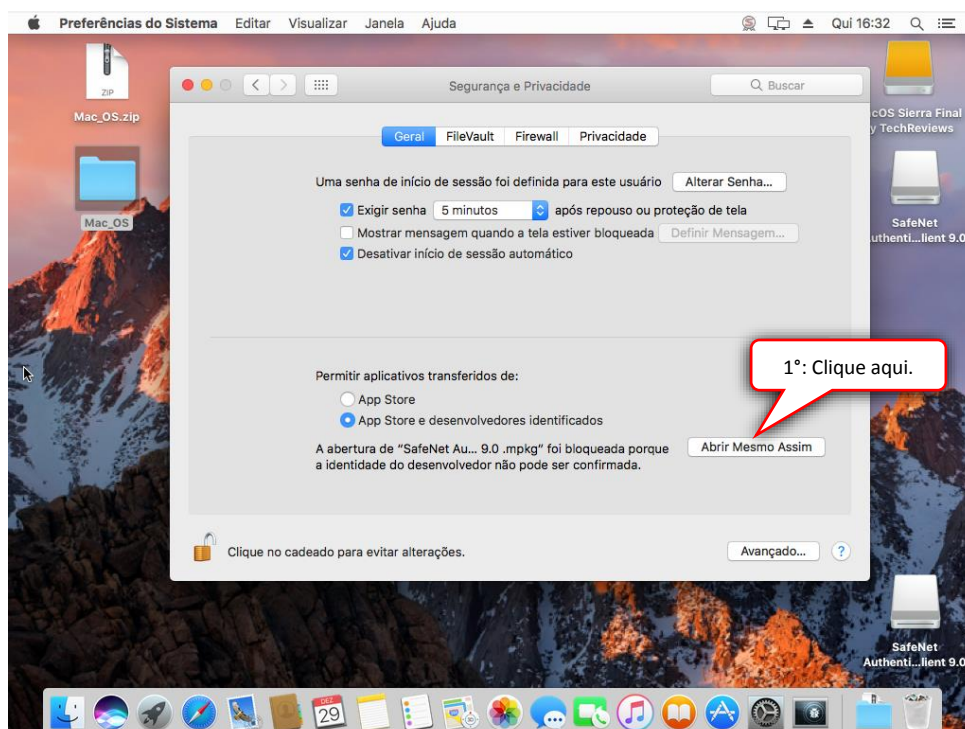 Preferências do Sistema Editar Visualizar Janela Ajuda Qui 16:32
ZIP
Mac_OS.zip
Mac_OS
Segurança e Privacidade
Buscar
cOS Sierra Final
y TechReviews
Geral FileVault Firewall Privacidade
Uma senha de início de sessão foi definida para este usuário Alterar Senha...
Exigir senha 5 minutos após repouso ou proteção de tela
Mostrar mensagem quando a tela estiver bloqueada Definir Mensagem...
Desativar início de sessão automático
SafeNet
uthenti...lient 9.0
1°: Clique aqui.
Permitir aplicativos transferidos de:
App Store
App Store e desenvolvedores identificados
A abertura de “SafeNet Au... 9.0 .mpkg” foi bloqueada porque
a identidade do desenvolvedor não pode ser confirmada.
Abrir Mesmo Assim
Clique no cadeado para evitar alterações.
Avançado... ?
SafeNet
Authenti...lient 9.0
DEZ
29